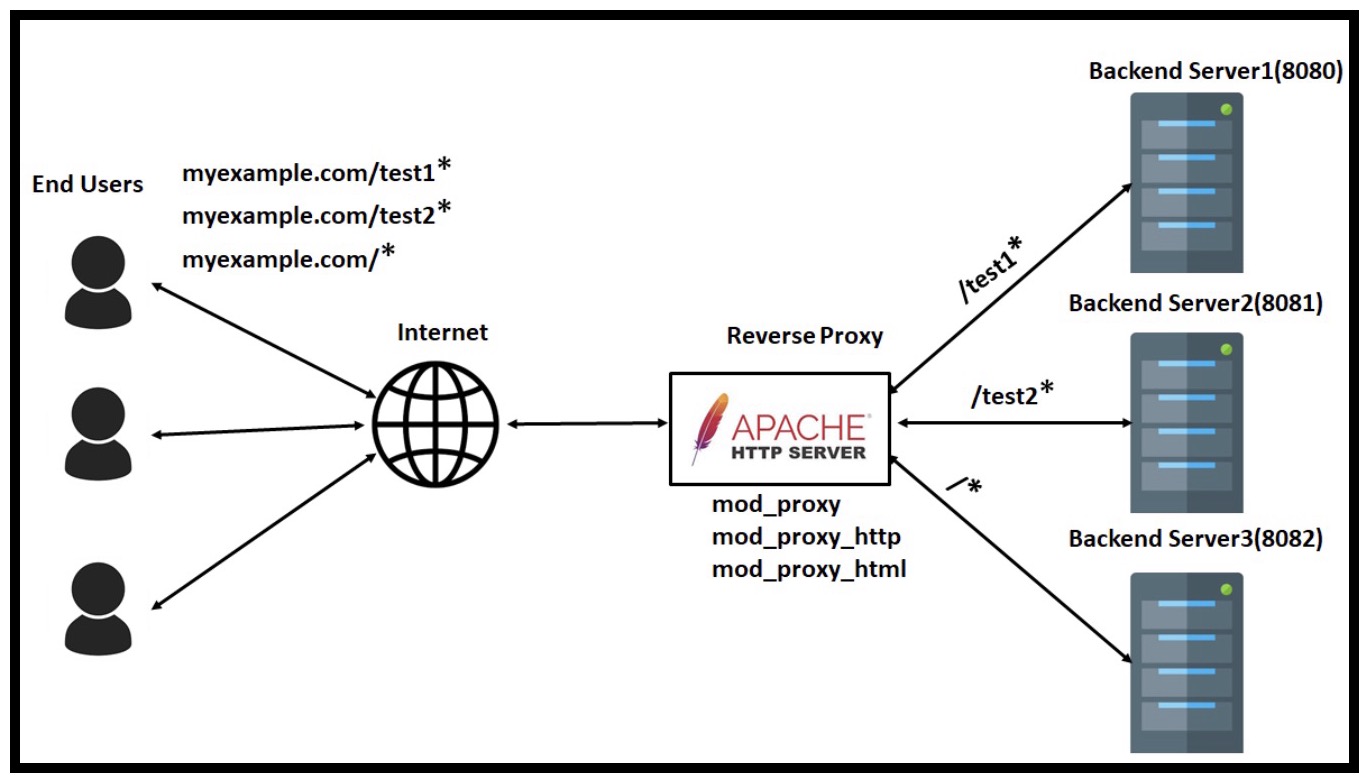 End Users
myexample.com/test1*
myexample.com/test2*
myexample.com/*
Internet
Reverse Proxy
APACHE®
HTTP SERVER
mod_proxy
mod_proxy_http
mod_proxy_html
/test1*
/test2*
/*
Backend Server1(8080)
Backend Server2(8081)
Backend Server3(8082)